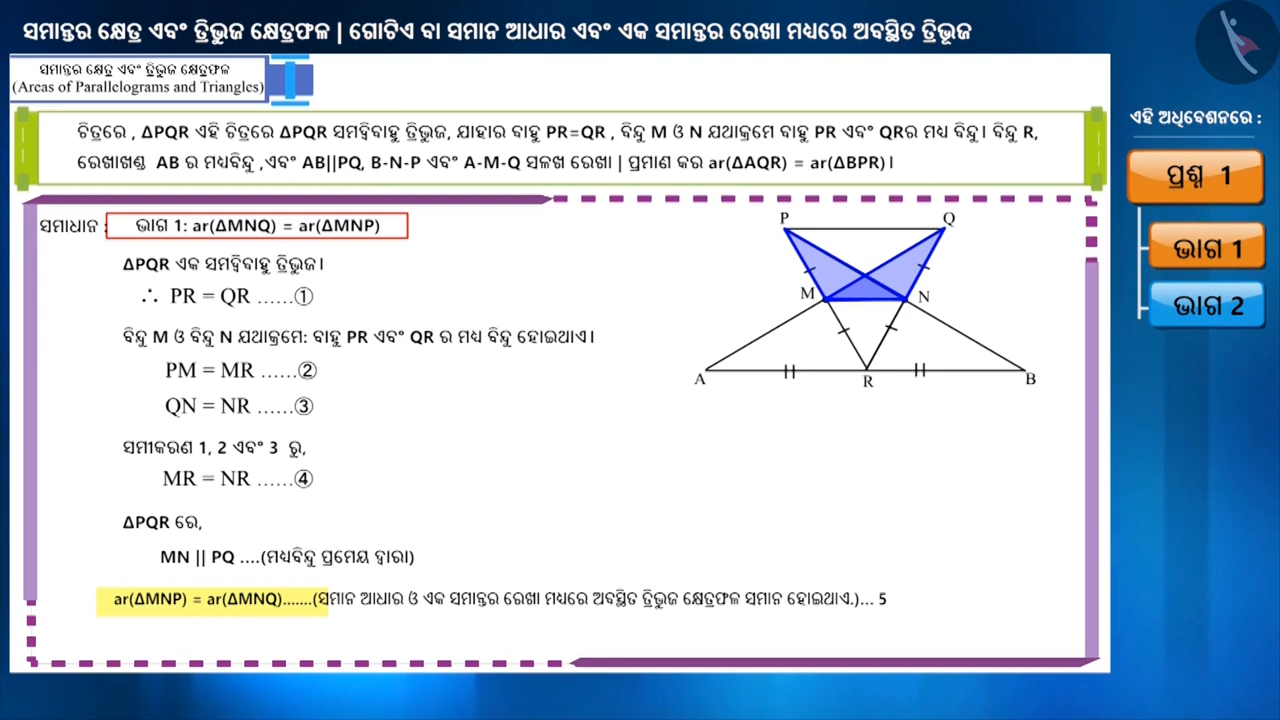 ସମାନ୍ତର କ୍ଷେତ୍ର ଏବଂ ତ୍ରିଭୁଜ କ୍ଷେତ୍ରଫଳ | ଗୋଟିଏ ବା ସମାନ ଆଧାର ଏବଂ ଏକ ସମାନ୍ତର ରେଖା ମଧ୍ୟରେ ଅବସ୍ଥିତ ତ୍ରିଭୂଜ
ସମାନ୍ତର କ୍ଷେତ୍ର ଏବଂ ତ୍ରିଭୁଜ କ୍ଷେତ୍ରଫଳ
(Areas of Parallelograms and Triangles)
ଚିତ୍ରରେ , ΔPQR ଏହି ଚିତ୍ରରେ ΔPQR ସମଦ୍ବିବାହୁ ତ୍ରିଭୁଜ, ଯାହାର ବାହୁ PR=QR , ବିନ୍ଦୁ M ଓ N ଯଥାକ୍ରମେ ବାହୁ PR ଏବଂ QRର ମଧ୍ୟ ବିନ୍ଦୁ। ବିନ୍ଦୁ R,
ରେଖାଖଣ୍ଡ AB ର ମଧ୍ୟବିନ୍ଦୁ ,ଏବଂ AB||PQ, B-N-P ଏବଂ A-M-Q ସଳଖ ରେଖା | ପ୍ରମାଣ କର ar(ΔAQR) = ar(ΔBPR) ।
ସମାଧାନ : ଭାଗ 1: ar(ΔMNQ) = ar(ΔMNP)
ΔPQR ଏକ ସମଦ୍ବିବାହୁ ତ୍ରିଭୁଜ।
∴ PR = QR ......①
ବିନ୍ଦୁ M ଓ ବିନ୍ଦୁ N ଯଥାକ୍ରମେ: ବାହୁ PR ଏବଂ QR ର ମଧ୍ୟ ବିନ୍ଦୁ ହୋଇଥାଏ।
PM = MR ......②
QN = NR ......③
ସମୀକରଣ 1, 2 ଏବଂ 3 ରୁ,
MR = NR ......④
ΔPQR ରେ,
MN || PQ ....(ମଧ୍ୟବିନ୍ଦୁ ପ୍ରମେୟ ଦ୍ୱାରା)
ar(ΔMNP) = ar(ΔMNQ).......(ସମାନ ଆଧାର ଓ ଏକ ସମାନ୍ତର ରେଖା ମଧ୍ୟରେ ଅବସ୍ଥିତ ତ୍ରିଭୁଜ କ୍ଷେତ୍ରଫଳ ସମାନ ହୋଇଥାଏ.)... 5
P Q
M N
A R B
ଏହି ଅଧିବେଶନରେ :
ପ୍ରଶ୍ନ 1
ଭାଗ 1
ଭାଗ 2